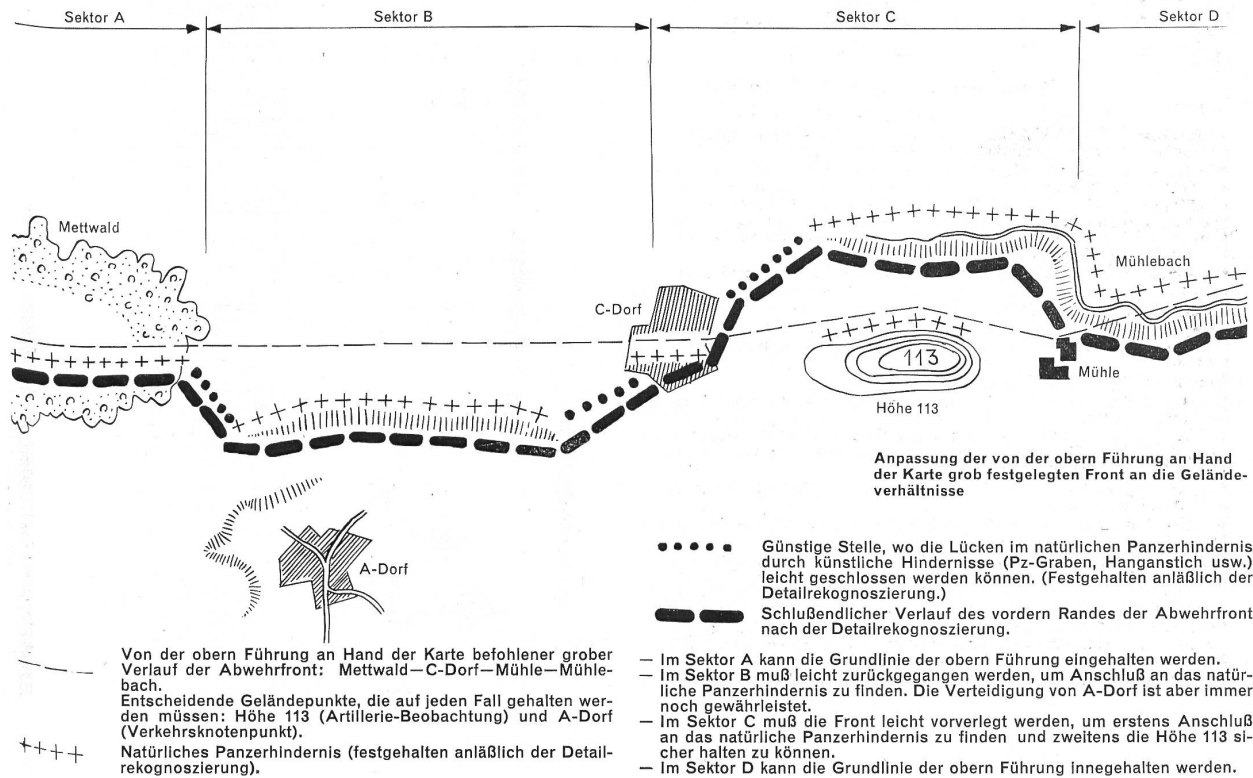 Sektor A
Sektor B
Sektor C
Sektor D
Mettwald
C-Dorf
Mühlebach
113
Mühle
Höhe 113
A-Dorf
Anpassung der von der obern Führung an Hand
der Karte grob festgelegten Front an die Gelände-
verhältnisse
Günstige Stelle, wo die Lücken im natürlichen Panzerhindernis
durch künstliche Hindernisse (Pz-Graben, Hanganstich usw.)
leicht geschlossen werden können. (Festgehalten anläßlich der
Detailrekognoszierung.)
Schlußendlicher Verlauf des vordern Randes der Abwehrfront
nach der Detailrekognoszierung.
Von der obern Führung an Hand der Karte befohlener grober
Verlauf der Abwehrfront: Mettwald—C-Dorf—Mühle—Mühle-
bach.
Entscheidende Geländepunkte, die auf jeden Fall gehalten wer-
den müssen: Höhe 113 (Artillerie-Beobachtung) und A-Dorf
(Verkehrsknotenpunkt).
Natürliches Panzerhindernis (festgehalten anläßlich der Detail-
rekognoszierung).
— Im Sektor A kann die Grundlinie der obern Führung eingehalten werden.
— Im Sektor B muß leicht zurückgegangen werden, um Anschluß an das natür-
liche Panzerhindernis zu finden. Die Verteidigung von A-Dorf ist aber immer
noch gewährleistet.
— Im Sektor C muß die Front leicht vorverlegt werden, um erstens Anschluß
an das natürliche Panzerhindernis zu finden und zweitens die Höhe 113 si-
cher halten zu können.
— Im Sektor D kann die Grundlinie der obern Führung innegehalten werden.